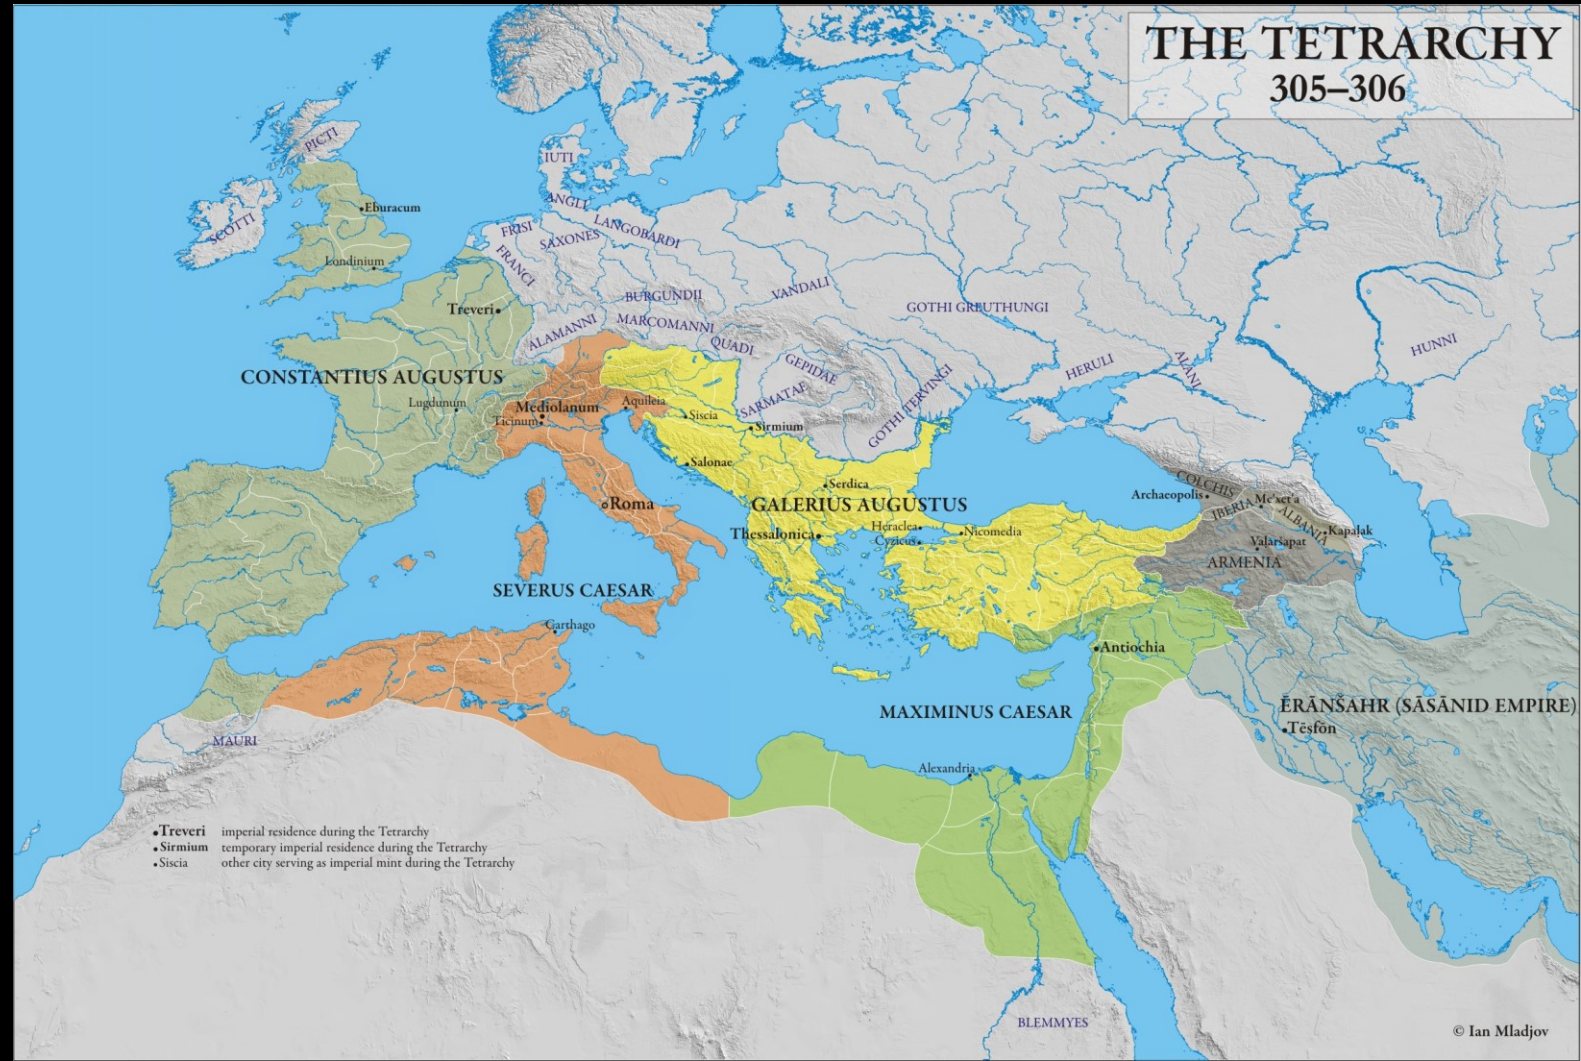 THE TETRARCHY
305–306
PICTI
SCOTTI
Eburacum
Londinium
IUTI
ANGLI
LANGOBARDI
FRISI
SAXONES
FRANCI
BURGUNDII
VANDALI
GOTHI GREUTHUNGI
Treveri
ALAMANNI
MARCOMANNI
QUADI
GEPIDAE
SARMATAE
GOTHI TERVINGI
HERULI
ALANI
HUNNI
CONSTANTIUS AUGUSTUS
Lugdunum
Mediolanum
Ticinum
Aquileia
Siscia
Sirmium
Salonae
Serdica
Roma
GALERIUS AUGUSTUS
Thessalonica
Heraclea
Cyzicus
Nicomedia
COLCHIS
Archaeopolis
IBERIA
Mc'xet'a
ALBANIA
Kapalak
Valaršapat
ARMENIA
SEVERUS CAESAR
Carthago
Antiochia
MAXIMINUS CAESAR
ĒRĀNŠAHR (SĀSĀNID EMPIRE)
Tēsfōn
MAURI
Alexandria
Treveri imperial residence during the Tetrarchy
Sirmium temporary imperial residence during the Tetrarchy
Siscia other city serving as imperial mint during the Tetrarchy
BLEMMYES
© Ian Mladjov